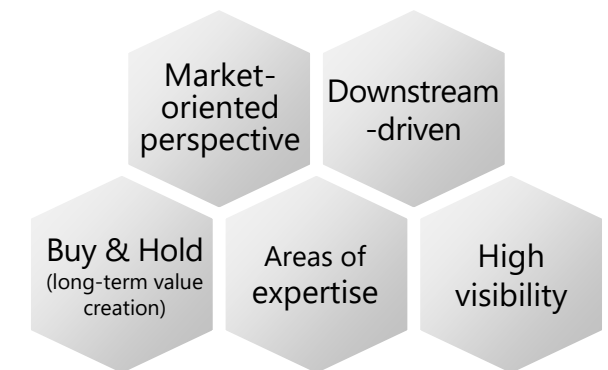 Market-
oriented
perspective
Downstream
-driven
Buy & Hold
(long-term value
creation)
Areas of
expertise
High
visibility